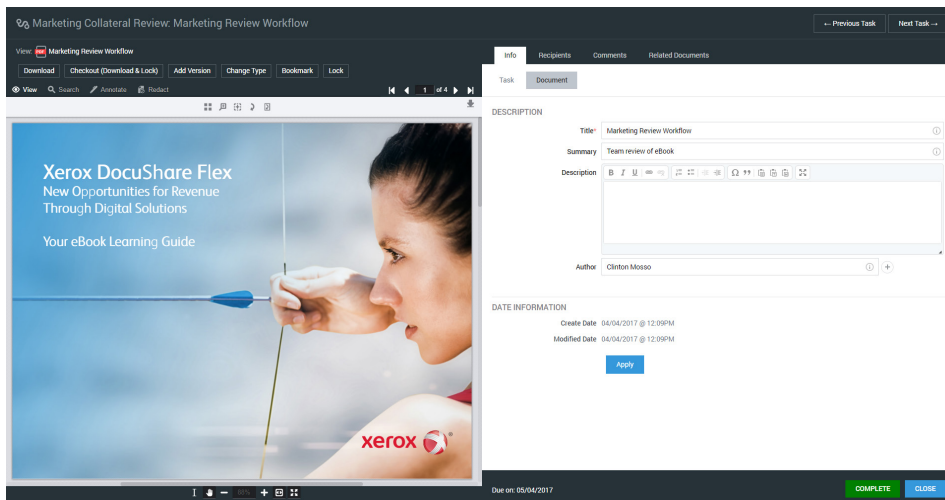 Marketing Collateral Review: Marketing Review Workflow
← Previous Task
Next Task →
View: PDF Marketing Review Workflow
Download
Checkout (Download & Lock)
Add Version
Change Type
Bookmark
Lock
View
Search
Annotate
Redact
1 of 4
Xerox DocuShare Flex
New Opportunities for Revenue
Through Digital Solutions
Your eBook Learning Guide
xerox
Info
Recipients
Comments
Related Documents
Task
Document
DESCRIPTION
Title* Marketing Review Workflow
Summary Team review of eBook
Description
B I U
Author Clinton Mosso
DATE INFORMATION
Create Date 04/04/2017 @ 12:09PM
Modified Date 04/04/2017 @ 12:09PM
Apply
Due on: 05/04/2017
COMPLETE
CLOSE